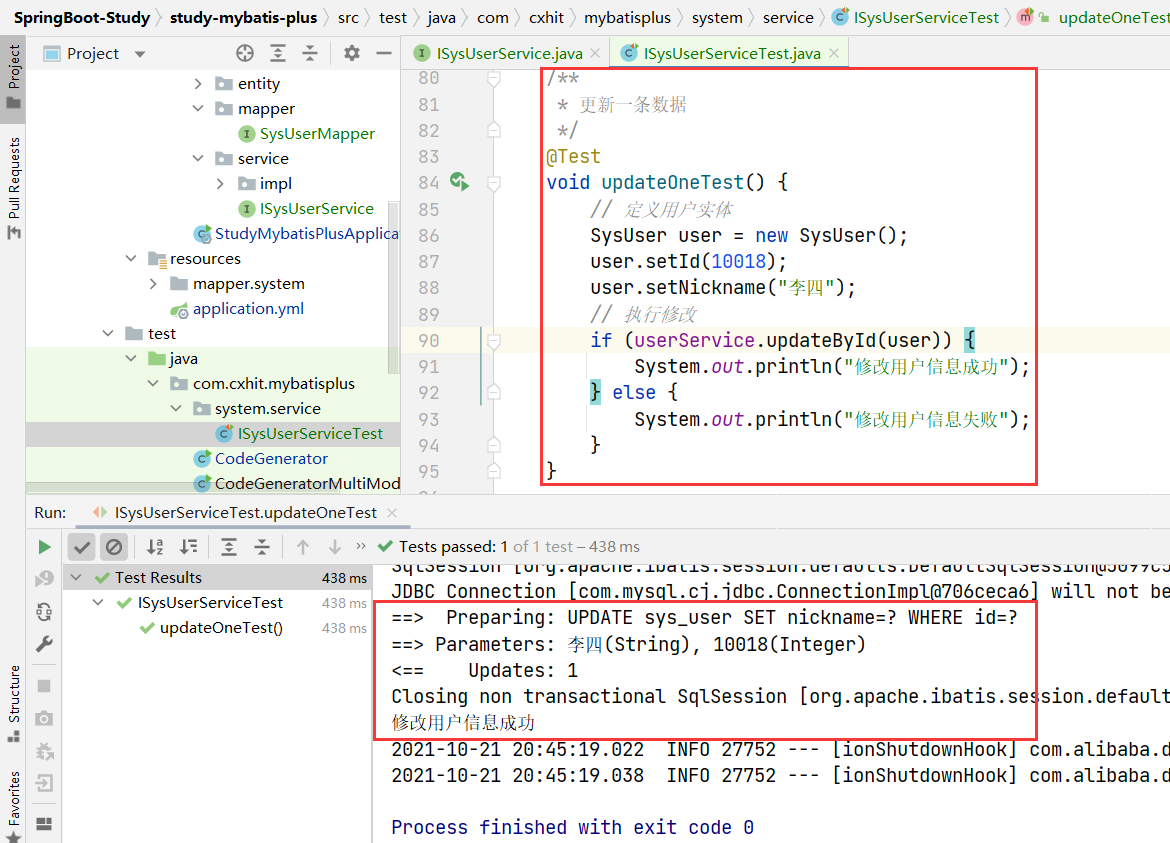 SpringBoot-Study study-mybatis-plus src test java com cxhit mybatisplus system service ISysUserServiceTest updateOneTest
Project
Pull Requests
Structure
Favorites
Project
entity
mapper
SysUserMapper
service
impl
ISysUserService
StudyMybatisPlusApplica
resources
mapper.system
application.yml
test
java
com.cxhit.mybatisplus
system.service
ISysUserServiceTest
CodeGenerator
CodeGeneratorMultiMod
ISysUserService.java ISysUserServiceTest.java
80 /**
81 * 更新一条数据
82 */
83 @Test
84 void updateOneTest() {
85 // 定义用户实体
86 SysUser user = new SysUser();
87 user.setId(10018);
88 user.setNickname("李四");
89 // 执行修改
90 if (userService.updateById(user)) {
91 System.out.println("修改用户信息成功");
92 } else {
93 System.out.println("修改用户信息失败");
94 }
95 }
Run: ISysUserServiceTest.updateOneTest
Tests passed: 1 of 1 test – 438 ms
Test Results 438 ms
ISysUserServiceTest 438 ms
updateOneTest() 438 ms
SqlSession [org.apache.ibatis.session.defaults.DefaultSqlSession@5099c5
JDBC Connection [com.mysql.cj.jdbc.ConnectionImpl@706ceca6] will not be
==> Preparing: UPDATE sys_user SET nickname=? WHERE id=?
==> Parameters: 李四(String), 10018(Integer)
<== Updates: 1
Closing non transactional SqlSession [org.apache.ibatis.session.default
修改用户信息成功
2021-10-21 20:45:19.022 INFO 27752 --- [ionShutdownHook] com.alibaba.d
2021-10-21 20:45:19.038 INFO 27752 --- [ionShutdownHook] com.alibaba.d
Process finished with exit code 0